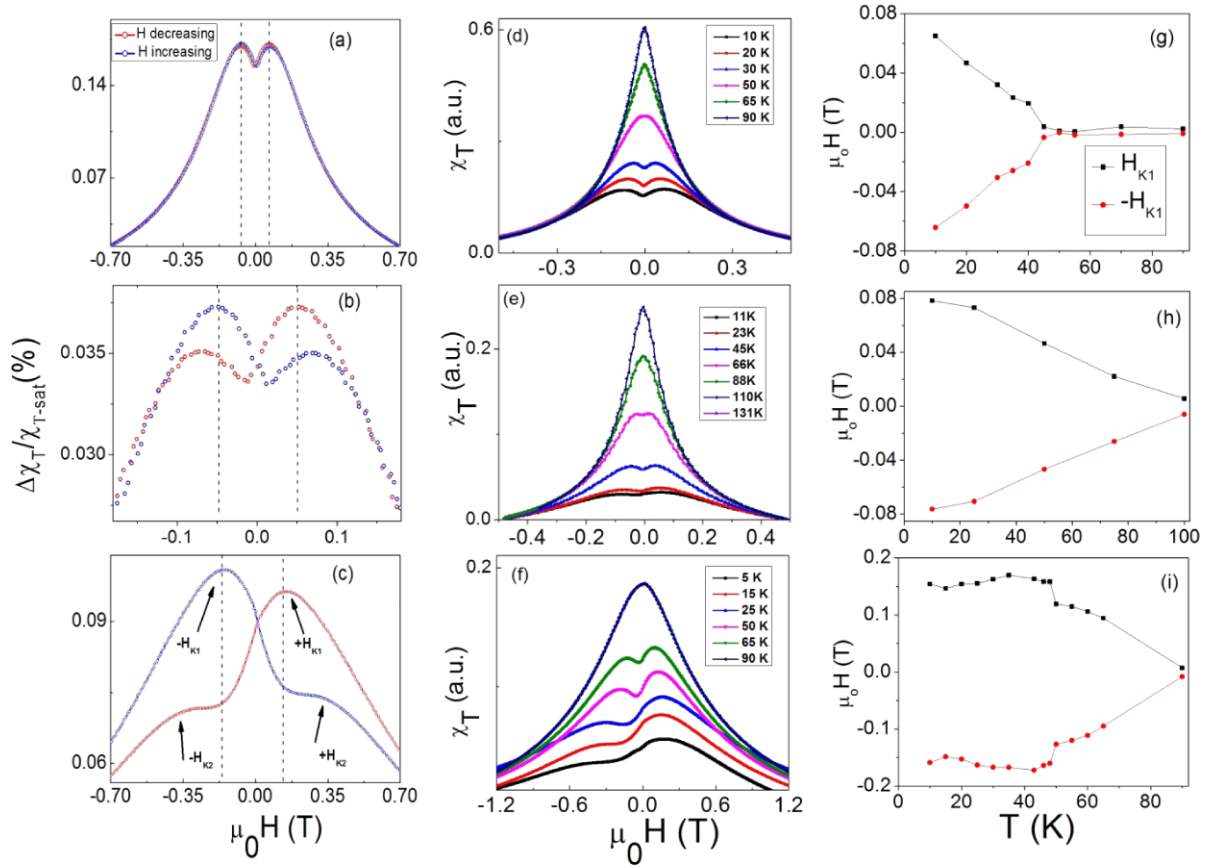 (a)
H decreasing
H increasing
0.14
0.07
-0.70 -0.35 0.00 0.35 0.70
(b)
0.035
0.030
-0.1 0.0 0.1
Δχ_T/χ_T-sat(%)
(c)
-H_K1
+H_K1
-H_K2
+H_K2
0.09
0.06
-0.70 -0.35 0.00 0.35 0.70
μ_0H (T)
(d)
10 K
20 K
30 K
50 K
65 K
90 K
0.6
0.0
χ_T (a.u.)
-0.3 0.0 0.3
(e)
11K
23K
45K
66K
88K
110K
131K
0.2
0.0
χ_T (a.u.)
-0.4 -0.2 0.0 0.2 0.4
(f)
5 K
15 K
25 K
50 K
65 K
90 K
0.2
χ_T (a.u.)
-1.2 -0.6 0.0 0.6 1.2
μ_0H (T)
(g)
0.08
0.04
0.00
-0.04
-0.08
μ_oH (T)
H_K1
-H_K1
0 20 40 60 80
(h)
0.08
0.04
0.00
-0.04
-0.08
μ_oH (T)
0 20 40 60 80 100
(i)
0.2
0.1
0.0
-0.1
-0.2
μ_oH (T)
0 10 20 30 40 50 60 70 80 90
T (K)